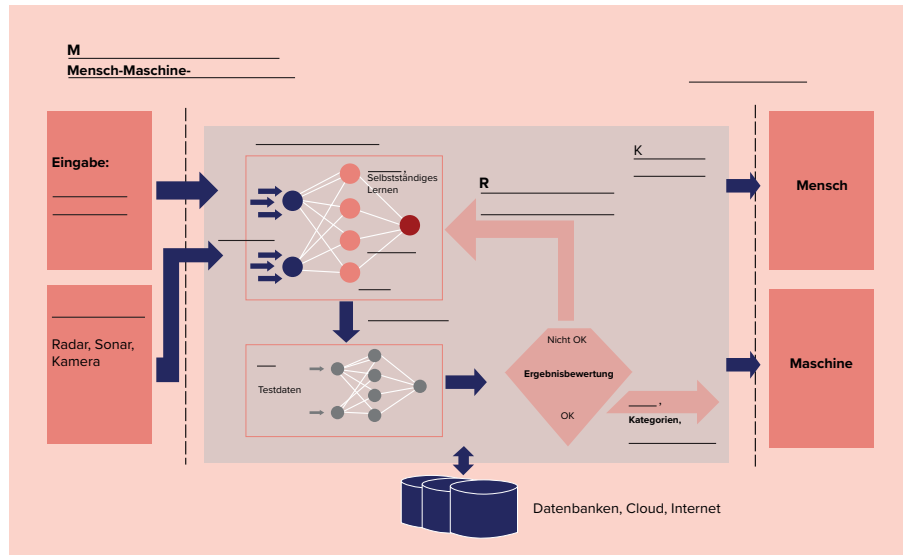 M
Mensch-Maschine-
Eingabe:
Radar, Sonar,
Kamera
,
Selbstständiges
Lernen
R
K
Testdaten
Nicht OK
Ergebnisbewertung
OK
,
Kategorien,
Mensch
Maschine
Datenbanken, Cloud, Internet